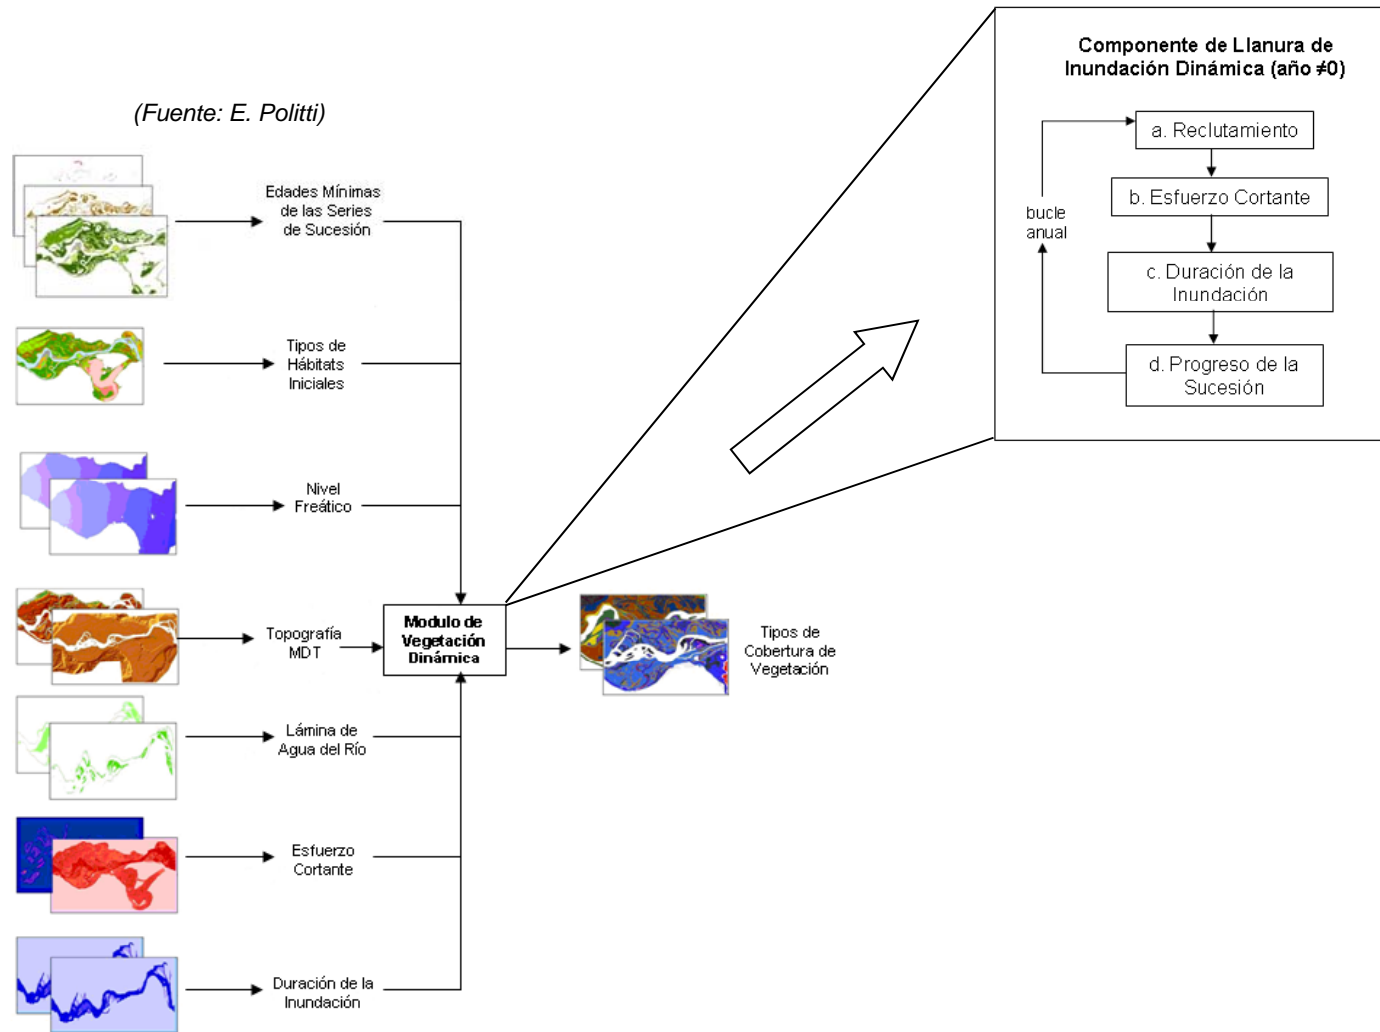 (Fuente: E. Politti)
Edades Mínimas
de las Series
de Sucesión
Tipos de
Hábitats
Iniciales
Nivel
Freático
Topografía
MDT
Lámina de
Agua del Río
Esfuerzo
Cortante
Duración de la
Inundación
Modulo de
Vegetación
Dinámica
Tipos de
Cobertura de
Vegetación
Componente de Llanura de
Inundación Dinámica (año ≠0)
a. Reclutamiento
b. Esfuerzo Cortante
c. Duración de la
Inundación
d. Progreso de la
Sucesión
bucle
anual